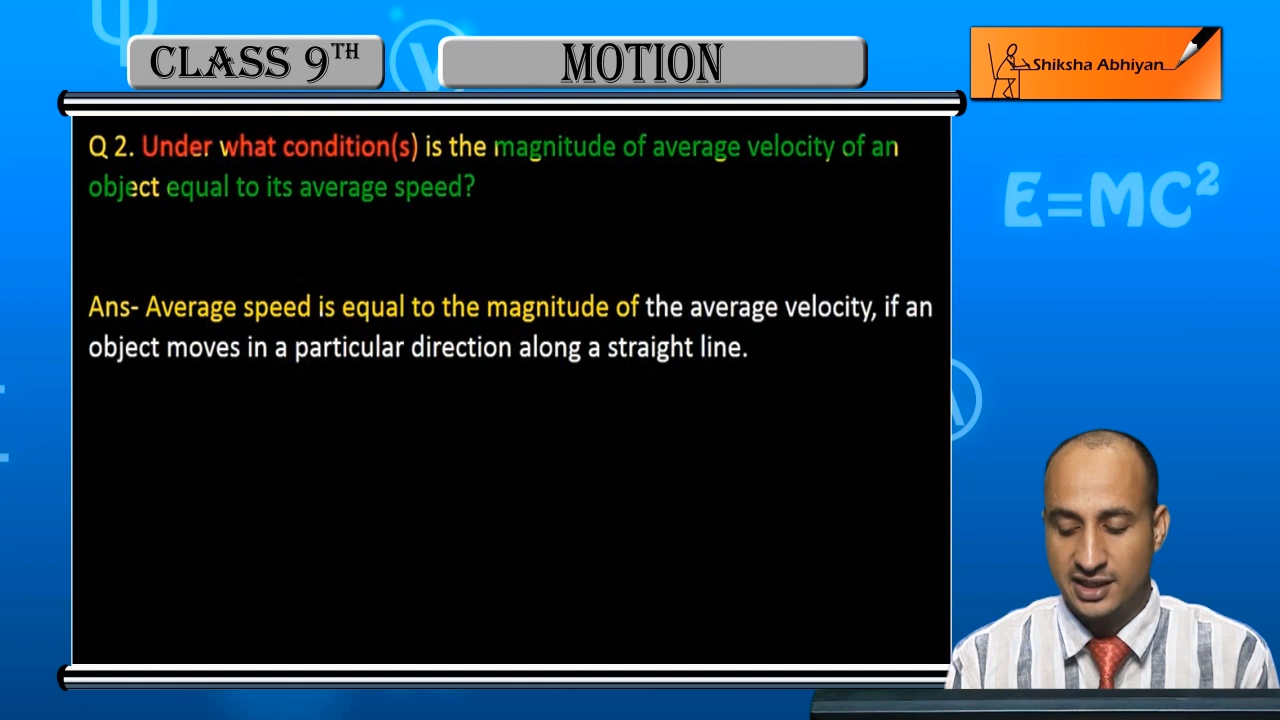 CLASS 9TH
MOTION
Shiksha Abhiyan
Q 2. Under what condition(s) is the magnitude of average velocity of an
object equal to its average speed?
E=MC²
Ans- Average speed is equal to the magnitude of the average velocity, if an
object moves in a particular direction along a straight line.